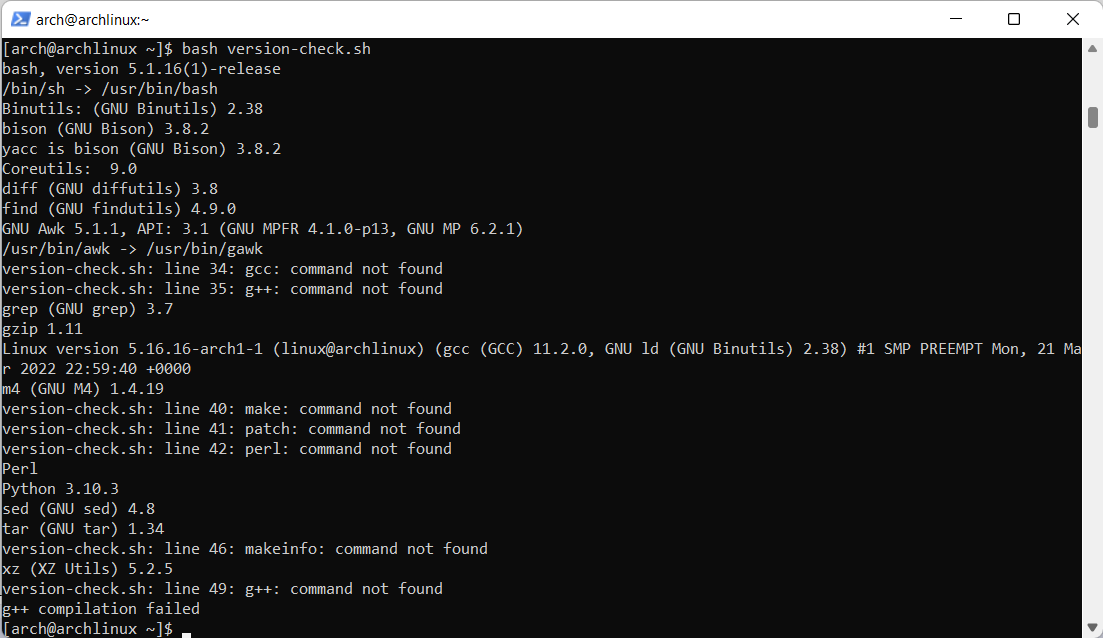 arch@archlinux:~
[arch@archlinux ~]$ bash version-check.sh
bash, version 5.1.16(1)-release
/bin/sh -> /usr/bin/bash
Binutils: (GNU Binutils) 2.38
bison (GNU Bison) 3.8.2
yacc is bison (GNU Bison) 3.8.2
Coreutils:  9.0
diff (GNU diffutils) 3.8
find (GNU findutils) 4.9.0
GNU Awk 5.1.1, API: 3.1 (GNU MPFR 4.1.0-p13, GNU MP 6.2.1)
/usr/bin/awk -> /usr/bin/gawk
version-check.sh: line 34: gcc: command not found
version-check.sh: line 35: g++: command not found
grep (GNU grep) 3.7
gzip 1.11
Linux version 5.16.16-arch1-1 (linux@archlinux) (gcc (GCC) 11.2.0, GNU ld (GNU Binutils) 2.38) #1 SMP PREEMPT Mon, 21 Ma
r 2022 22:59:40 +0000
m4 (GNU M4) 1.4.19
version-check.sh: line 40: make: command not found
version-check.sh: line 41: patch: command not found
version-check.sh: line 42: perl: command not found
Perl
Python 3.10.3
sed (GNU sed) 4.8
tar (GNU tar) 1.34
version-check.sh: line 46: makeinfo: command not found
xz (XZ Utils) 5.2.5
version-check.sh: line 49: g++: command not found
g++ compilation failed
[arch@archlinux ~]$